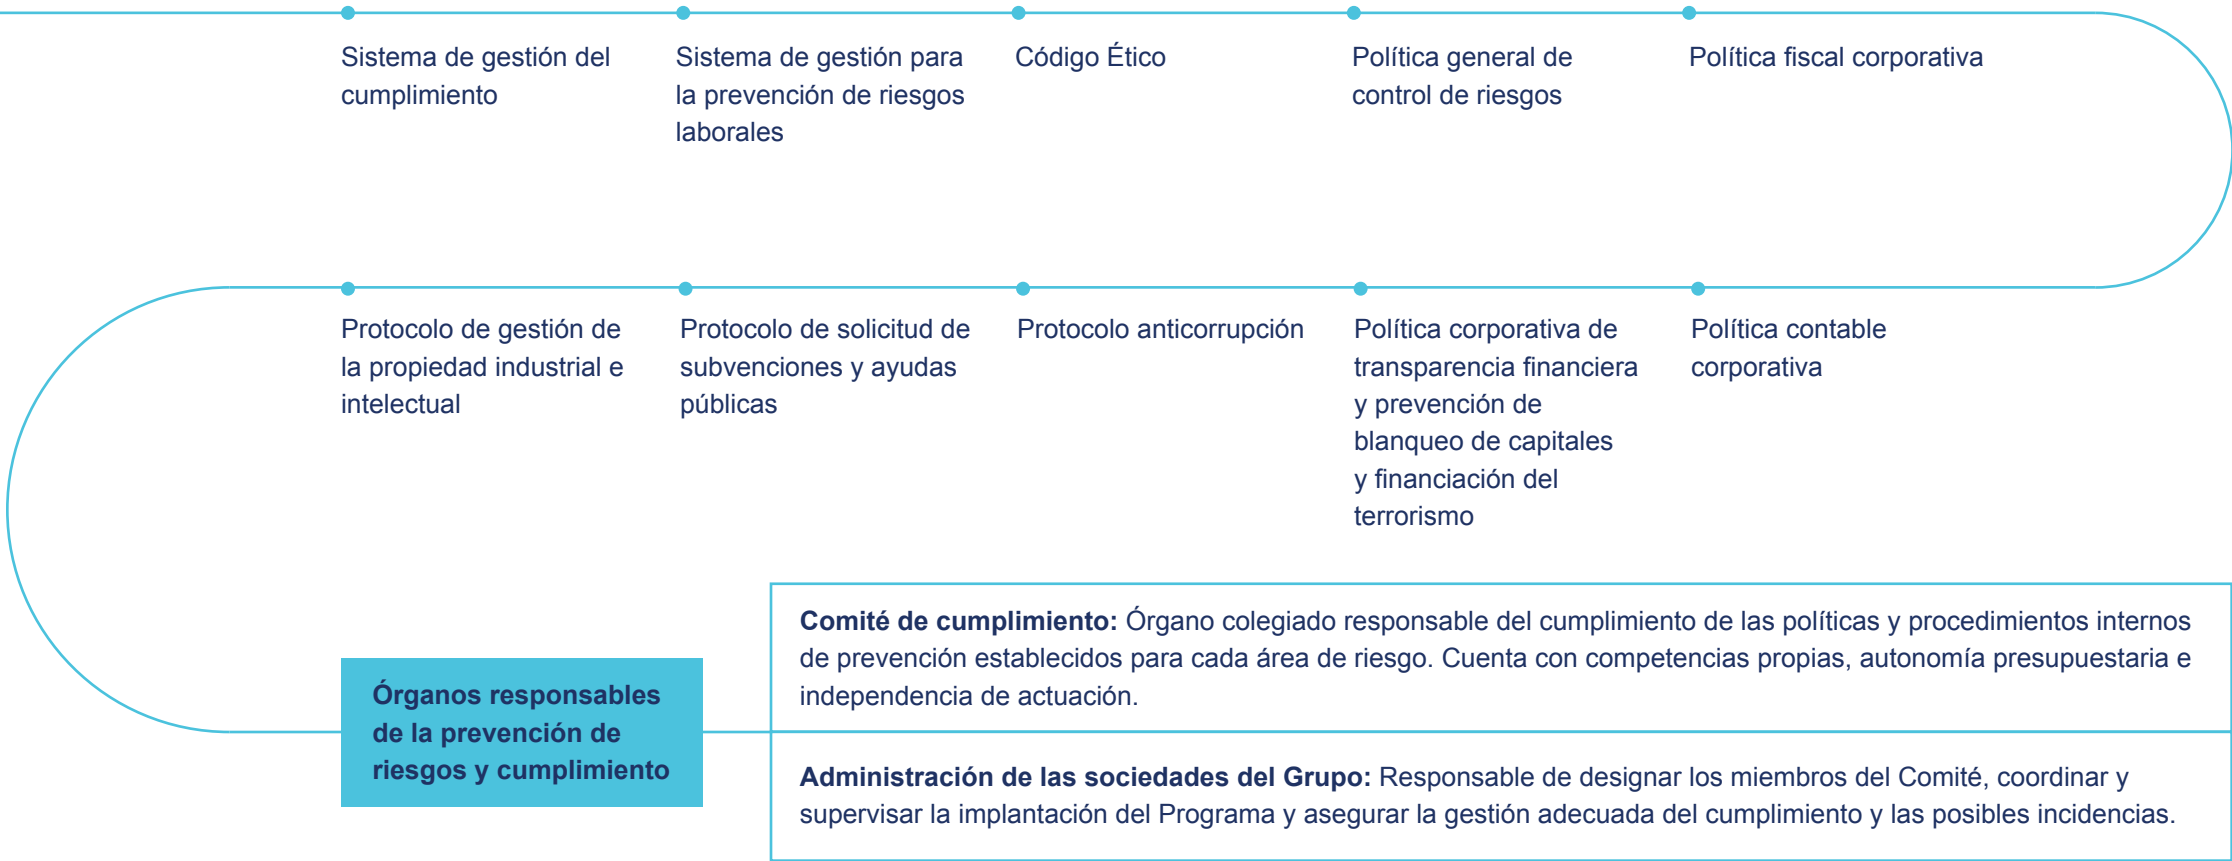 Sistema de gestión del
cumplimiento
Sistema de gestión para
la prevención de riesgos
laborales
Código Ético
Política general de
control de riesgos
Política fiscal corporativa
Protocolo de gestión de
la propiedad industrial e
intelectual
Protocolo de solicitud de
subvenciones y ayudas
públicas
Protocolo anticorrupción
Política corporativa de
transparencia financiera
y prevención de
blanqueo de capitales
y financiación del
terrorismo
Política contable
corporativa
Órganos responsables
de la prevención de
riesgos y cumplimiento
Comité de cumplimiento: Órgano colegiado responsable del cumplimiento de las políticas y procedimientos internos
de prevención establecidos para cada área de riesgo. Cuenta con competencias propias, autonomía presupuestaria e
independencia de actuación.
Administración de las sociedades del Grupo: Responsable de designar los miembros del Comité, coordinar y
supervisar la implantación del Programa y asegurar la gestión adecuada del cumplimiento y las posibles incidencias.